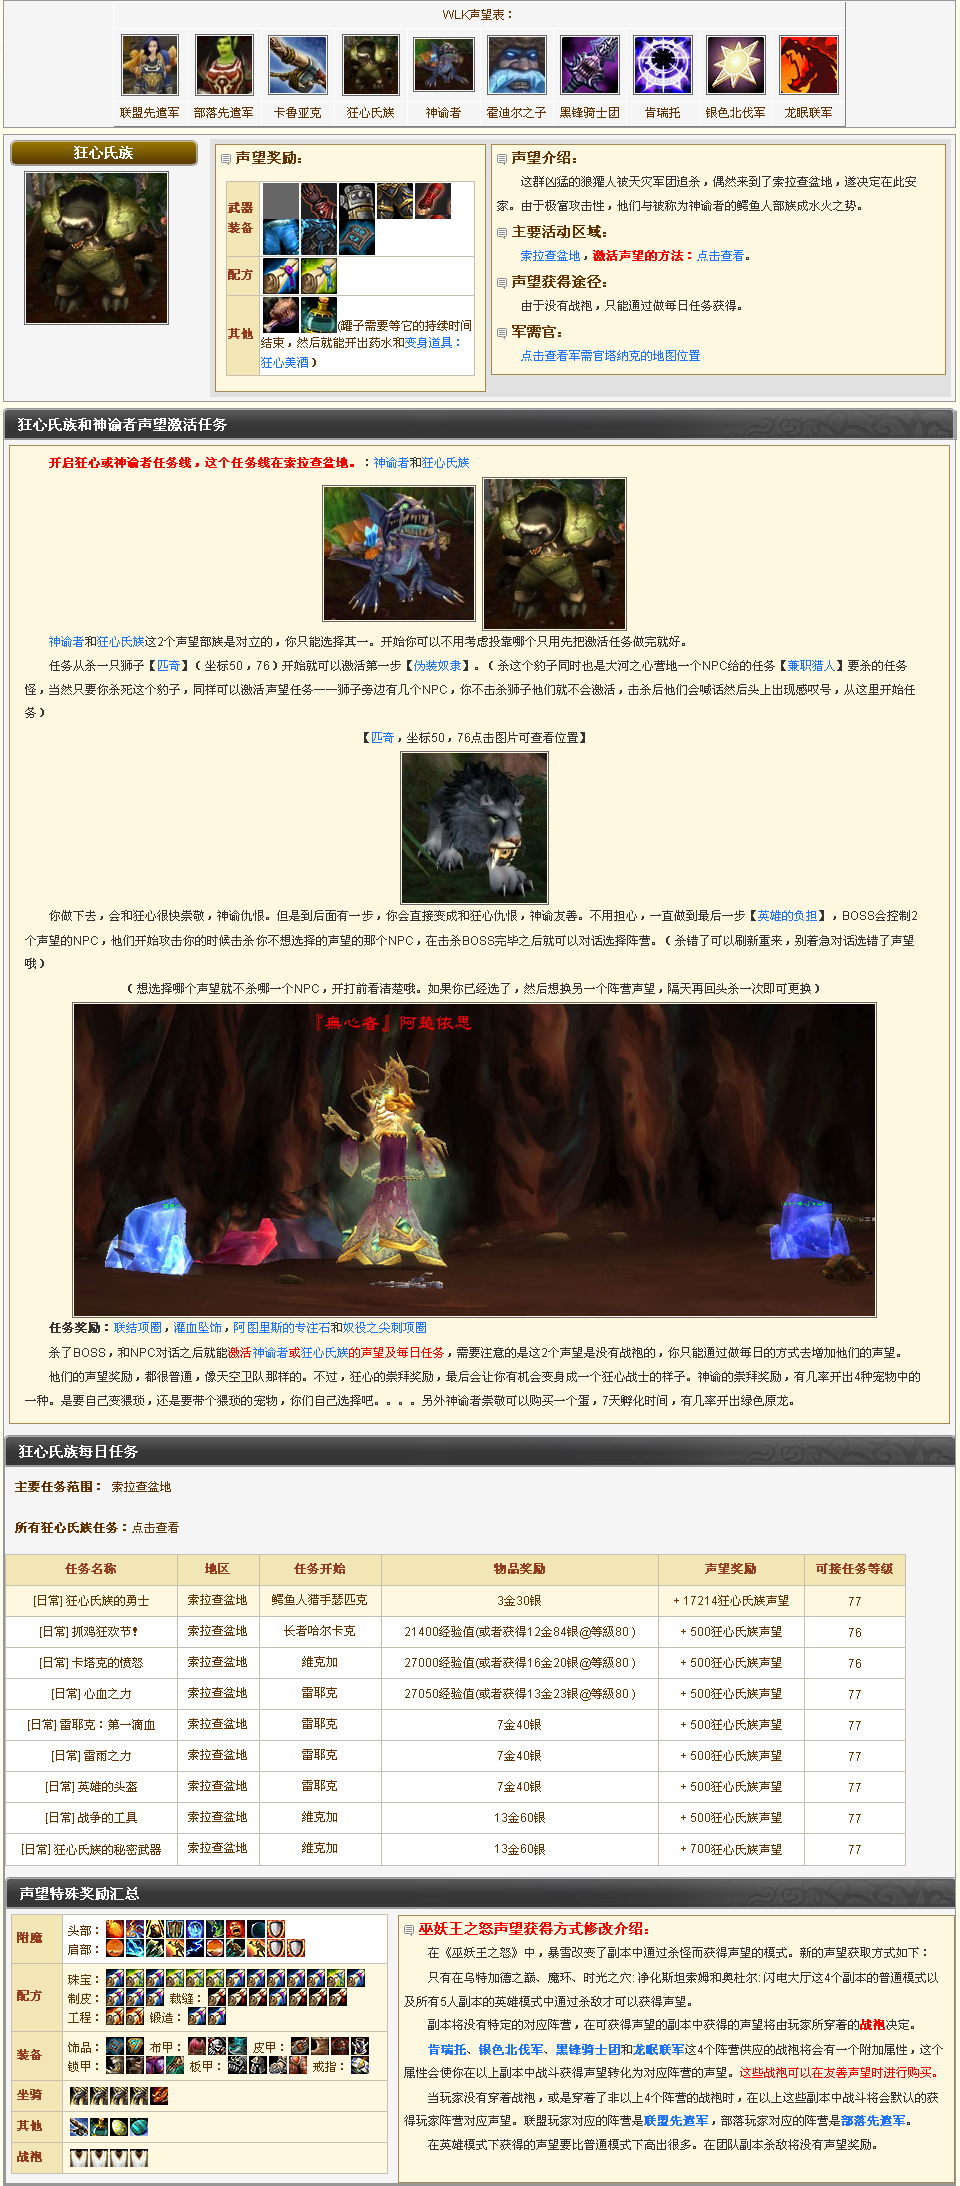 WLK声望表：
联盟先遣军 部落先遣军 卡鲁亚克 狂心氏族 神谕者 霍迪尔之子 黑锋骑士团 肯瑞托 银色北伐军 龙眠联军
狂心氏族
声望奖励：
武器
装备
配方
其他
(罐子需要等它的持续时间
结束，然后就能开出药水和变身道具：
狂心美酒）
声望介绍：
这群凶猛的狼獾人被天灾军团追杀，偶然来到了索拉查盆地，遂决定在此安
家。由于极富攻击性，他们与被称为神谕者的鳄鱼人部族成水火之势。
主要活动区域：
索拉查盆地，激活声望的方法：点击查看。
声望获得途径：
由于没有战袍，只能通过做每日任务获得。
军需官：
点击查看军需官塔纳克的地图位置
狂心氏族和神谕者声望激活任务
开启狂心或神谕者任务线，这个任务线在索拉查盆地。：神谕者和狂心氏族
神谕者和狂心氏族这2个声望部族是对立的，你只能选择其一。开始你可以不用考虑投靠哪个只用先把激活任务做完就好。
任务从杀一只狮子【匹奇】（坐标50，76）开始就可以激活第一步【伪装奴隶】。（杀这个豹子同时也是大河之心营地一个NPC给的任务【兼职猎人】要杀的任务
怪，当然只要你杀死这个豹子，同样可以激活声望任务——狮子旁边有几个NPC，你不击杀狮子他们就不会激活，击杀后他们会喊话然后头上出现感叹号，从这里开始任
务）
【匹奇，坐标50，76点击图片可查看位置】
你做下去，会和狂心很快崇敬，神谕仇恨。但是到后面有一步，你会直接变成和狂心仇恨，神谕友善。不用担心，一直做到最后一步【英雄的负担】，BOSS会控制2
个声望的NPC，他们开始攻击你的时候击杀你不想选择的声望的那个NPC，在击杀BOSS完毕之后就可以对话选择阵营。（杀错了可以刷新重来，别着急对话选错了声望
哦）
（想选择哪个声望就不杀哪一个NPC，开打前看清楚哦。如果你已经选了，然后想换另一个阵营声望，隔天再回头杀一次即可更换）
『無心者』阿楚依思
任务奖励：联结项圈，灌血坠饰，阿图里斯的专注石和奴役之尖刺项圈
杀了BOSS，和NPC对话之后就能激活神谕者或狂心氏族的声望及每日任务，需要注意的是这2个声望是没有战袍的，你只能通过做每日的方式去增加他们的声望。
他们的声望奖励，都很普通，像天空卫队那样的。不过，狂心的崇拜奖励，最后会让你有机会变身成一个狂心战士的样子。神谕的崇拜奖励，有几率开出4种宠物中的
一种。是要自己变猥琐，还是要带个猥琐的宠物，你们自己选择吧。。。。另外神谕者崇敬可以购买一个蛋，7天孵化时间，有几率开出绿色原龙。
狂心氏族每日任务
主要任务范围： 索拉查盆地
所有狂心氏族任务：点击查看
任务名称 地区 任务开始 物品奖励 声望奖励 可接任务等级
[日常] 狂心氏族的勇士 索拉查盆地 鳄鱼人猎手瑟匹克 3金30银 + 17214狂心氏族声望 77
[日常] 抓鸡狂欢节！ 索拉查盆地 长者哈尔卡克 21400经验值(或者获得12金84银@等级80) + 500狂心氏族声望 76
[日常] 卡塔克的愤怒 索拉查盆地 维克加 27000经验值(或者获得16金20银@等级80) + 500狂心氏族声望 76
[日常] 心血之力 索拉查盆地 雷耶克 27050经验值(或者获得13金23银@等级80) + 500狂心氏族声望 77
[日常] 雷耶克：第一滴血 索拉查盆地 雷耶克 7金40银 + 500狂心氏族声望 77
[日常] 雷雨之力 索拉查盆地 雷耶克 7金40银 + 500狂心氏族声望 77
[日常] 英雄的头盔 索拉查盆地 雷耶克 7金40银 + 500狂心氏族声望 77
[日常] 战争的工具 索拉查盆地 维克加 13金60银 + 500狂心氏族声望 77
[日常] 狂心氏族的秘密武器 索拉查盆地 维克加 13金60银 + 700狂心氏族声望 77
声望特殊奖励汇总
附魔
头部：
肩部：
配方
珠宝：
制皮： 裁缝：
工程： 锻造：
装备
饰品： 布甲： 皮甲：
锁甲： 板甲： 戒指：
坐骑
其他
战袍
巫妖王之怒声望获得方式修改介绍：
在《巫妖王之怒》中，暴雪改变了副本中通过杀怪而获得声望的模式。新的声望获取方式如下：
只有在乌特加德之巅、魔环、时光之穴: 净化斯坦索姆和奥杜尔: 闪电大厅这4个副本的普通模式以
及所有5人副本的英雄模式中通过杀敌才可以获得声望。
副本将没有特定的对应阵营，在可获得声望的副本中获得的声望将由玩家所穿着的战袍决定。
肯瑞托、银色北伐军、黑锋骑士团和龙眠联军这4个阵营供应的战袍将会有一个附加属性，这个
属性会使你在以上副本中战斗获得声望转化为对应阵营的声望。这些战袍可以在友善声望时进行购买。
当玩家没有穿着战袍，或是穿着了非以上4个阵营的战袍时，在以上这些副本中战斗将会默认的获
得玩家阵营对应声望。联盟玩家对应的阵营是联盟先遣军，部落玩家对应的阵营是部落先遣军。
在英雄模式下获得的声望要比普通模式下高出很多。在团队副本杀敌将没有声望奖励。